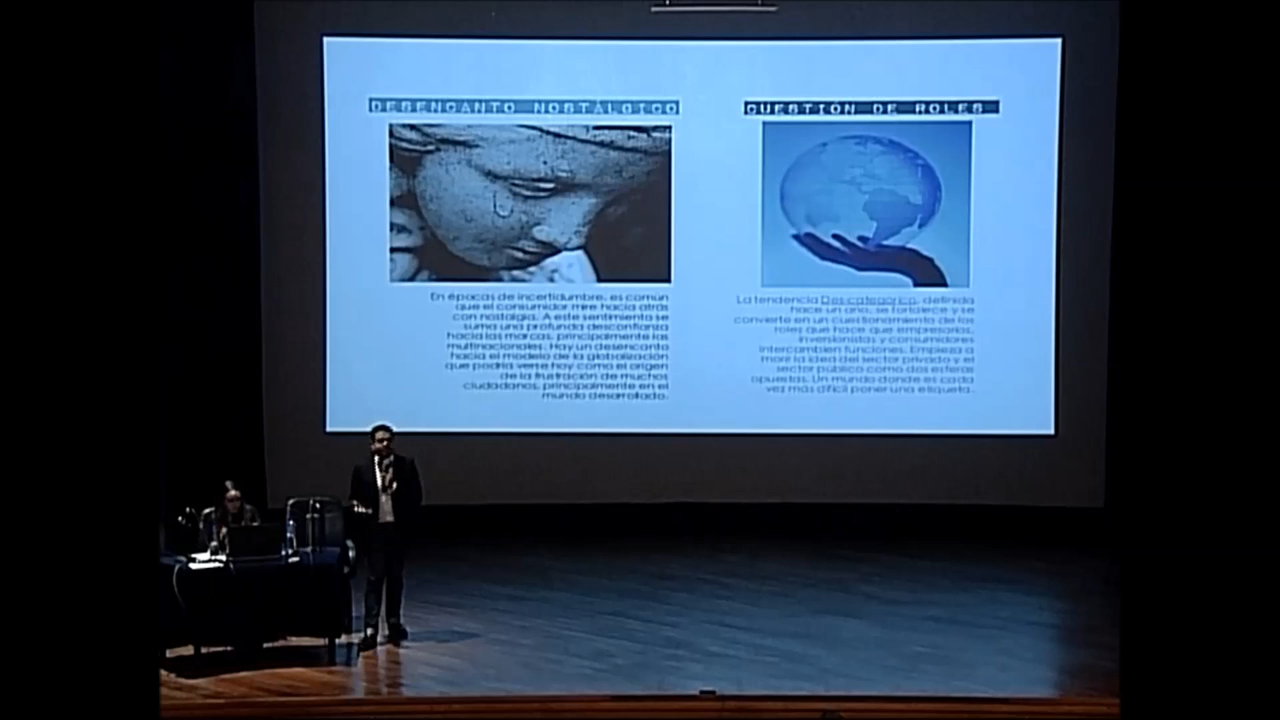 DESENCANTO NOSTÁLGICO
En épocas de incertidumbre, es común
que el consumidor mire hacia atrás
con nostalgia. A este sentimiento se
suma una profunda desconfianza
hacia las marcas, principalmente las
multinacionales. Hay un desencanto
hacia el modelo de la globalización
que podría verse hoy como el origen
de la frustración de muchos
ciudadanos, principalmente en el
mundo desarrollado.
CUESTIÓN DE ROLES
La tendencia Des-categórico, definida
hace un año, se fortalece y se
convierte en un cuestionamiento de los
roles que hace que empresarios,
inversionistas y consumidores
intercambien funciones. Empieza a
morir la idea del sector privado y el
sector público como dos esferas
opuestas. Un mundo donde es cada
vez más difícil poner una etiqueta.